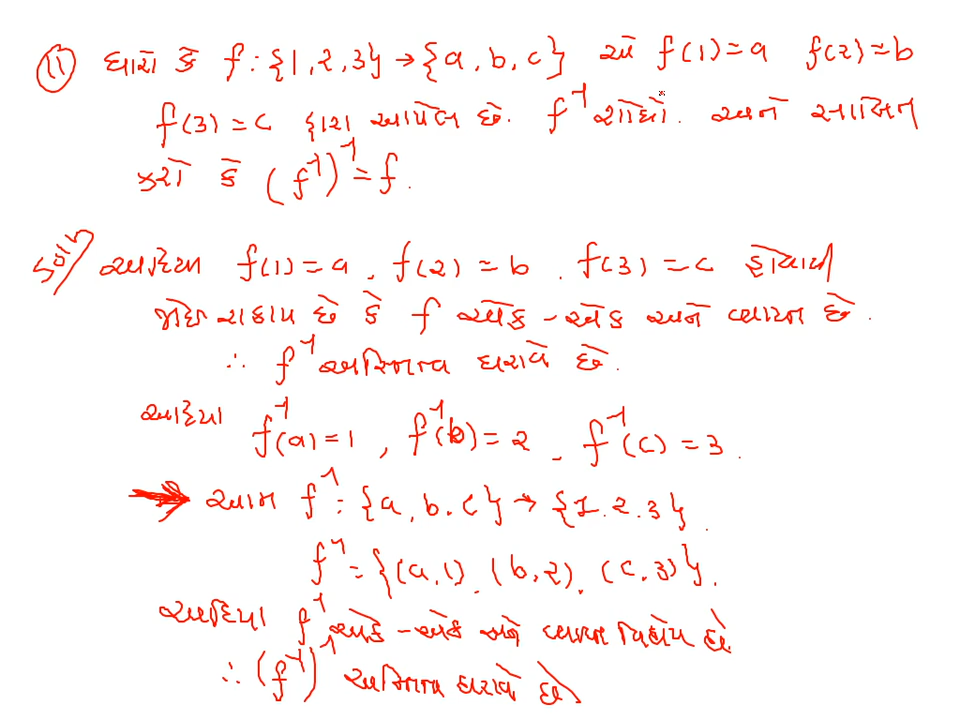 (11) ધારો કે f : {1, 2, 3} → {a, b, c} એ f(1) = a f(2) = b
f(3) = c દ્વારા આપેલ છે. f⁻¹ શોધો. અને સાબિત
કરો કે (f⁻¹)⁻¹ = f.
અહિયા f(1) = a, f(2) = b, f(3) = c હોવાથી
જોઇ શકાય છે કે f એક-એક અને વ્યાપ્ત છે.
∴ f⁻¹ અસ્તિત્વ ધરાવે છે.
અહિયા f⁻¹(a) = 1, f⁻¹(b) = 2, f⁻¹(c) = 3.
→ આમ f⁻¹ : {a, b, c} → {1, 2, 3}.
f⁻¹ = {(a, 1), (b, 2), (c, 3)}.
અહિયા f⁻¹ એક-એક અને વ્યાપ્ત વિધેય છે
∴ (f⁻¹)⁻¹ અસ્તિત્વ ધરાવે છે